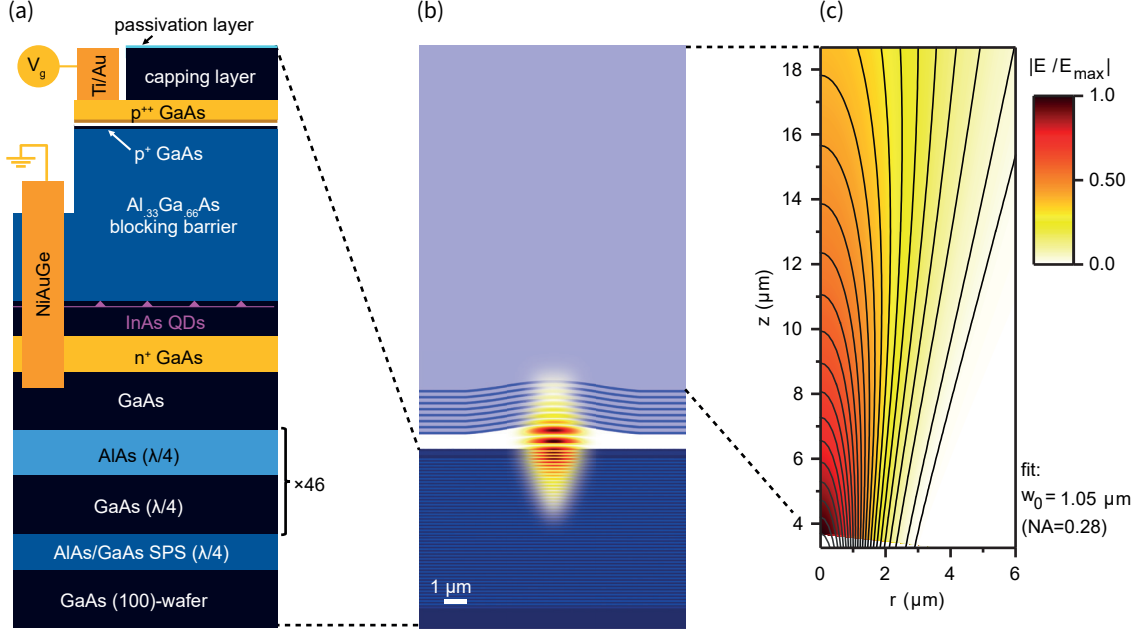 (a)
passivation layer
V_g
Ti/Au
capping layer
p⁺⁺ GaAs
p⁺ GaAs
Al.₃₃Ga.₆₆As
blocking barrier
NiAuGe
InAs QDs
n⁺ GaAs
GaAs
AlAs (λ/4)
×46
GaAs (λ/4)
AlAs/GaAs SPS (λ/4)
GaAs (100)-wafer
(b)
1 μm
(c)
18
16
14
12
10
8
6
4
z (μm)
0 2 4 6
r (μm)
|E /E_max|
1.0
0.50
0.0
fit:
w₀ = 1.05 μm
(NA=0.28)